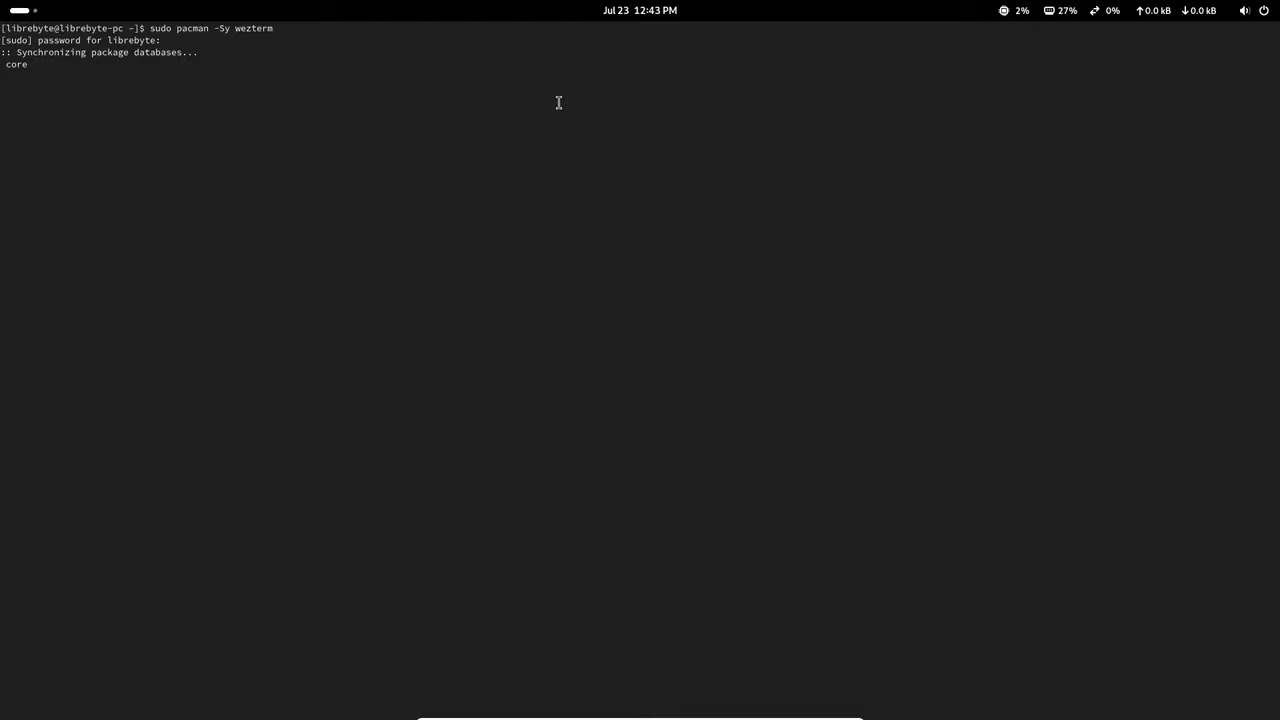 Jul 23 12:43 PM
2% 27% 0% ↑0.0 kB ↓0.0 kB
[librebyte@librebyte-pc ~]$ sudo pacman -Sy wezterm
[sudo] password for librebyte:
:: Synchronizing package databases...
core